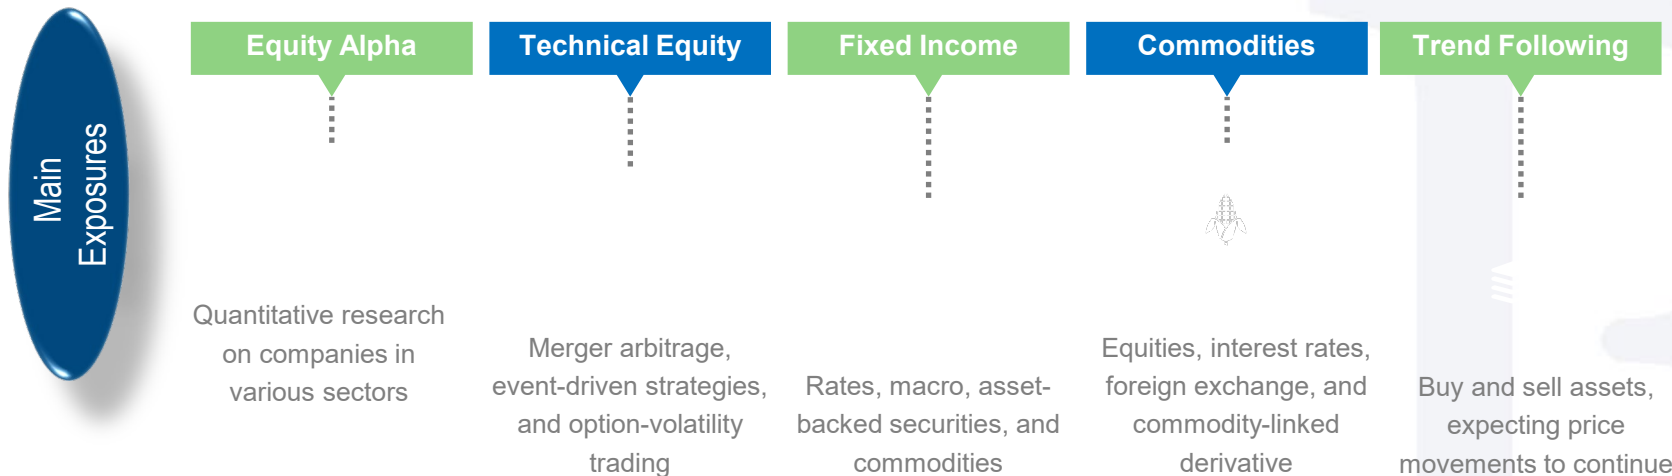 Main
Exposures
Equity Alpha
Quantitative research
on companies in
various sectors
Technical Equity
Merger arbitrage,
event-driven strategies,
and option-volatility
trading
Fixed Income
Rates, macro, asset-
backed securities, and
commodities
Commodities
Equities, interest rates,
foreign exchange, and
commodity-linked
derivative
Trend Following
Buy and sell assets,
expecting price
movements to continue